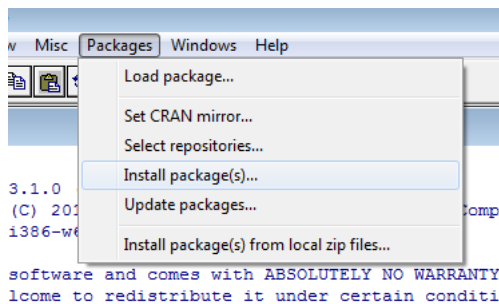 Misc Packages Windows Help
Load package...
Set CRAN mirror...
Select repositories...
Install package(s)...
Update packages...
Install package(s) from local zip files...
3.1.0
(C) 201
i386-w
software and comes with ABSOLUTELY NO WARRANTY
lcome to redistribute it under certain conditi